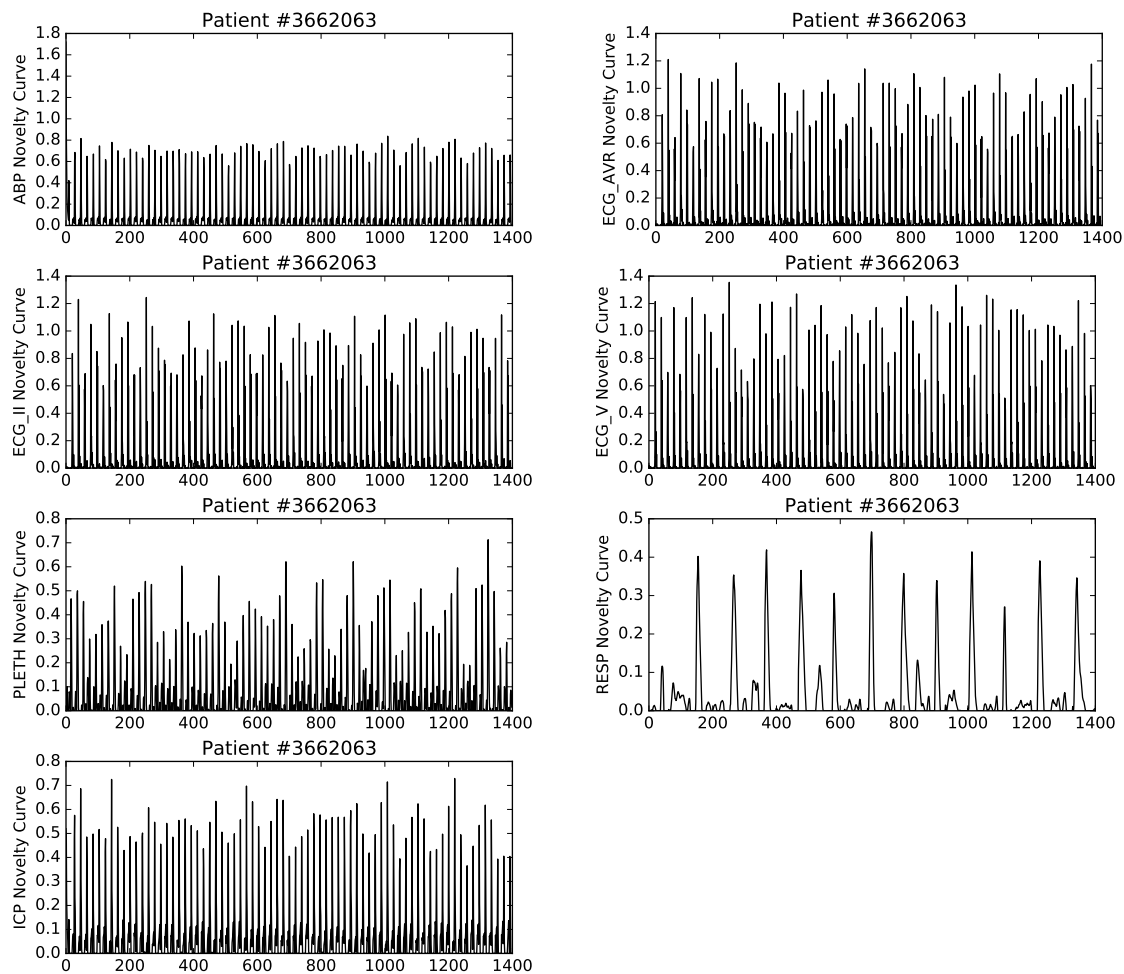 Patient #3662063
ABP Novelty Curve
1.8
1.6
1.4
1.2
1.0
0.8
0.6
0.4
0.2
0.0
0 200 400 600 800 1000 1200 1400
Patient #3662063
ECG_AVR Novelty Curve
1.4
1.2
1.0
0.8
0.6
0.4
0.2
0.0
0 200 400 600 800 1000 1200 1400
Patient #3662063
ECG_II Novelty Curve
1.4
1.2
1.0
0.8
0.6
0.4
0.2
0.0
0 200 400 600 800 1000 1200 1400
Patient #3662063
ECG_V Novelty Curve
1.4
1.2
1.0
0.8
0.6
0.4
0.2
0.0
0 200 400 600 800 1000 1200 1400
Patient #3662063
PLETH Novelty Curve
0.8
0.7
0.6
0.5
0.4
0.3
0.2
0.1
0.0
0 200 400 600 800 1000 1200 1400
Patient #3662063
RESP Novelty Curve
0.5
0.4
0.3
0.2
0.1
0.0
0 200 400 600 800 1000 1200 1400
Patient #3662063
ICP Novelty Curve
0.8
0.7
0.6
0.5
0.4
0.3
0.2
0.1
0.0
0 200 400 600 800 1000 1200 1400